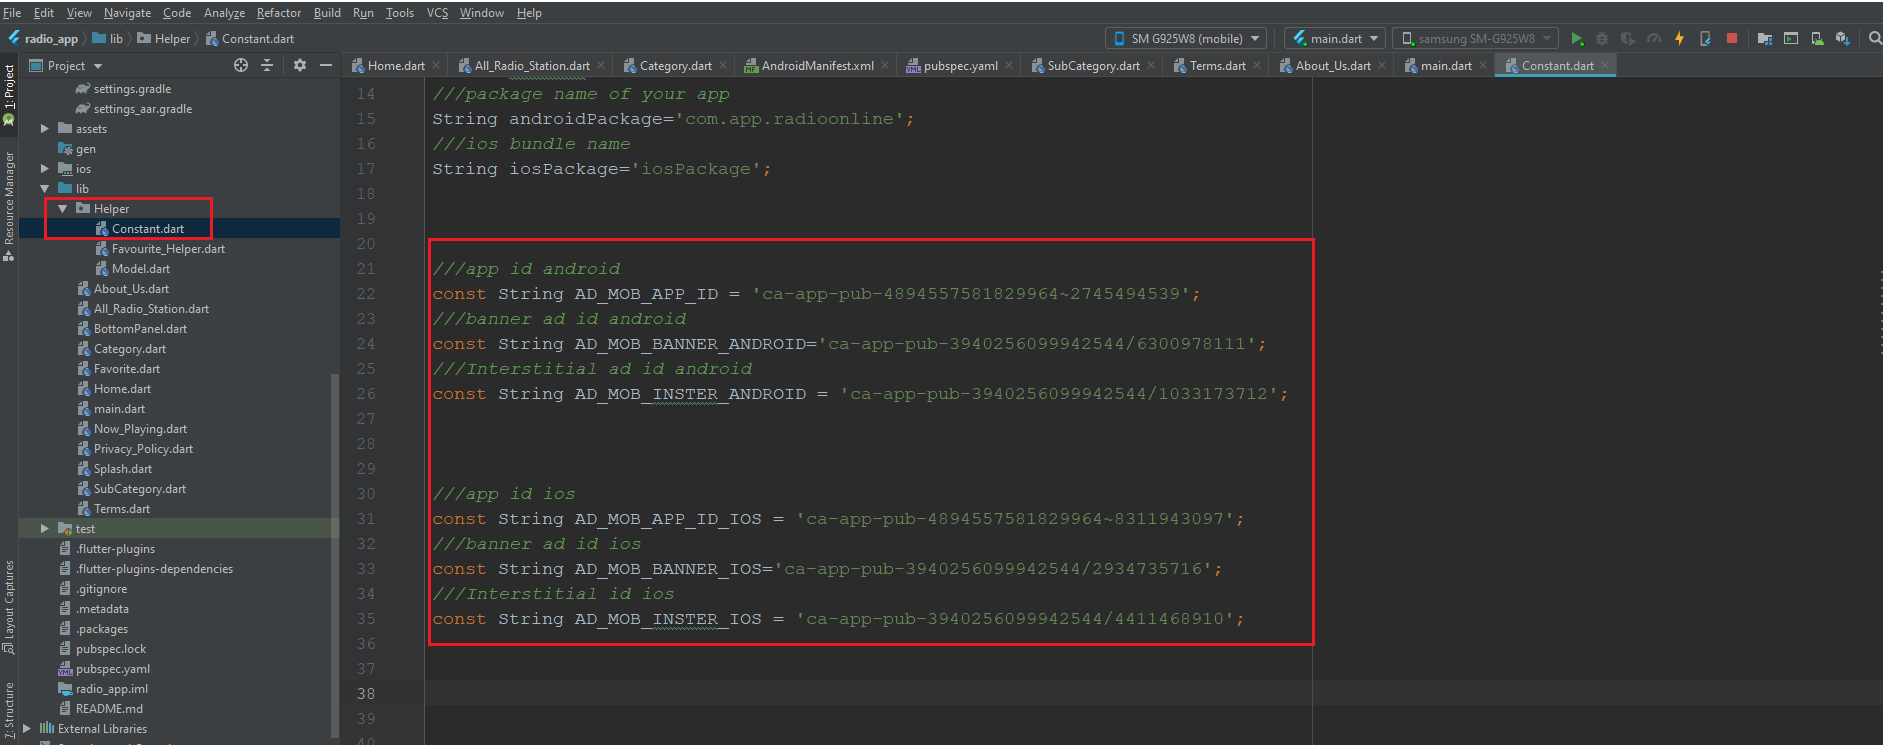 File Edit View Navigate Code Analyze Refactor Build Run Tools VCS Window Help
radio_app lib Helper Constant.dart SM G925W8 (mobile) main.dart samsung SM-G925W8
Project Home.dart All_Radio_Station.dart Category.dart AndroidManifest.xml pubspec.yaml SubCategory.dart Terms.dart About_Us.dart main.dart Constant.dart
1: Project
Resource Manager
Layout Captures
7: Structure
settings.gradle
settings_aar.gradle
assets
gen
ios
lib
Helper
Constant.dart
Favourite_Helper.dart
Model.dart
About_Us.dart
All_Radio_Station.dart
BottomPanel.dart
Category.dart
Favorite.dart
Home.dart
main.dart
Now_Playing.dart
Privacy_Policy.dart
Splash.dart
SubCategory.dart
Terms.dart
test
.flutter-plugins
.flutter-plugins-dependencies
.gitignore
.metadata
.packages
pubspec.lock
pubspec.yaml
radio_app.iml
README.md
External Libraries
14 ///package name of your app
15 String androidPackage='com.app.radioonline';
16 ///ios bundle name
17 String iosPackage='iosPackage';
18
19
20
21 ///app id android
22 const String AD_MOB_APP_ID = 'ca-app-pub-4894557581829964~2745494539';
23 ///banner ad id android
24 const String AD_MOB_BANNER_ANDROID='ca-app-pub-3940256099942544/6300978111';
25 ///Interstitial ad id android
26 const String AD_MOB_INSTER_ANDROID = 'ca-app-pub-3940256099942544/1033173712';
27
28
29
30 ///app id ios
31 const String AD_MOB_APP_ID_IOS = 'ca-app-pub-4894557581829964~8311943097';
32 ///banner ad id ios
33 const String AD_MOB_BANNER_IOS='ca-app-pub-3940256099942544/2934735716';
34 ///Interstitial id ios
35 const String AD_MOB_INSTER_IOS = 'ca-app-pub-3940256099942544/4411468910';
36
37
38
39
40